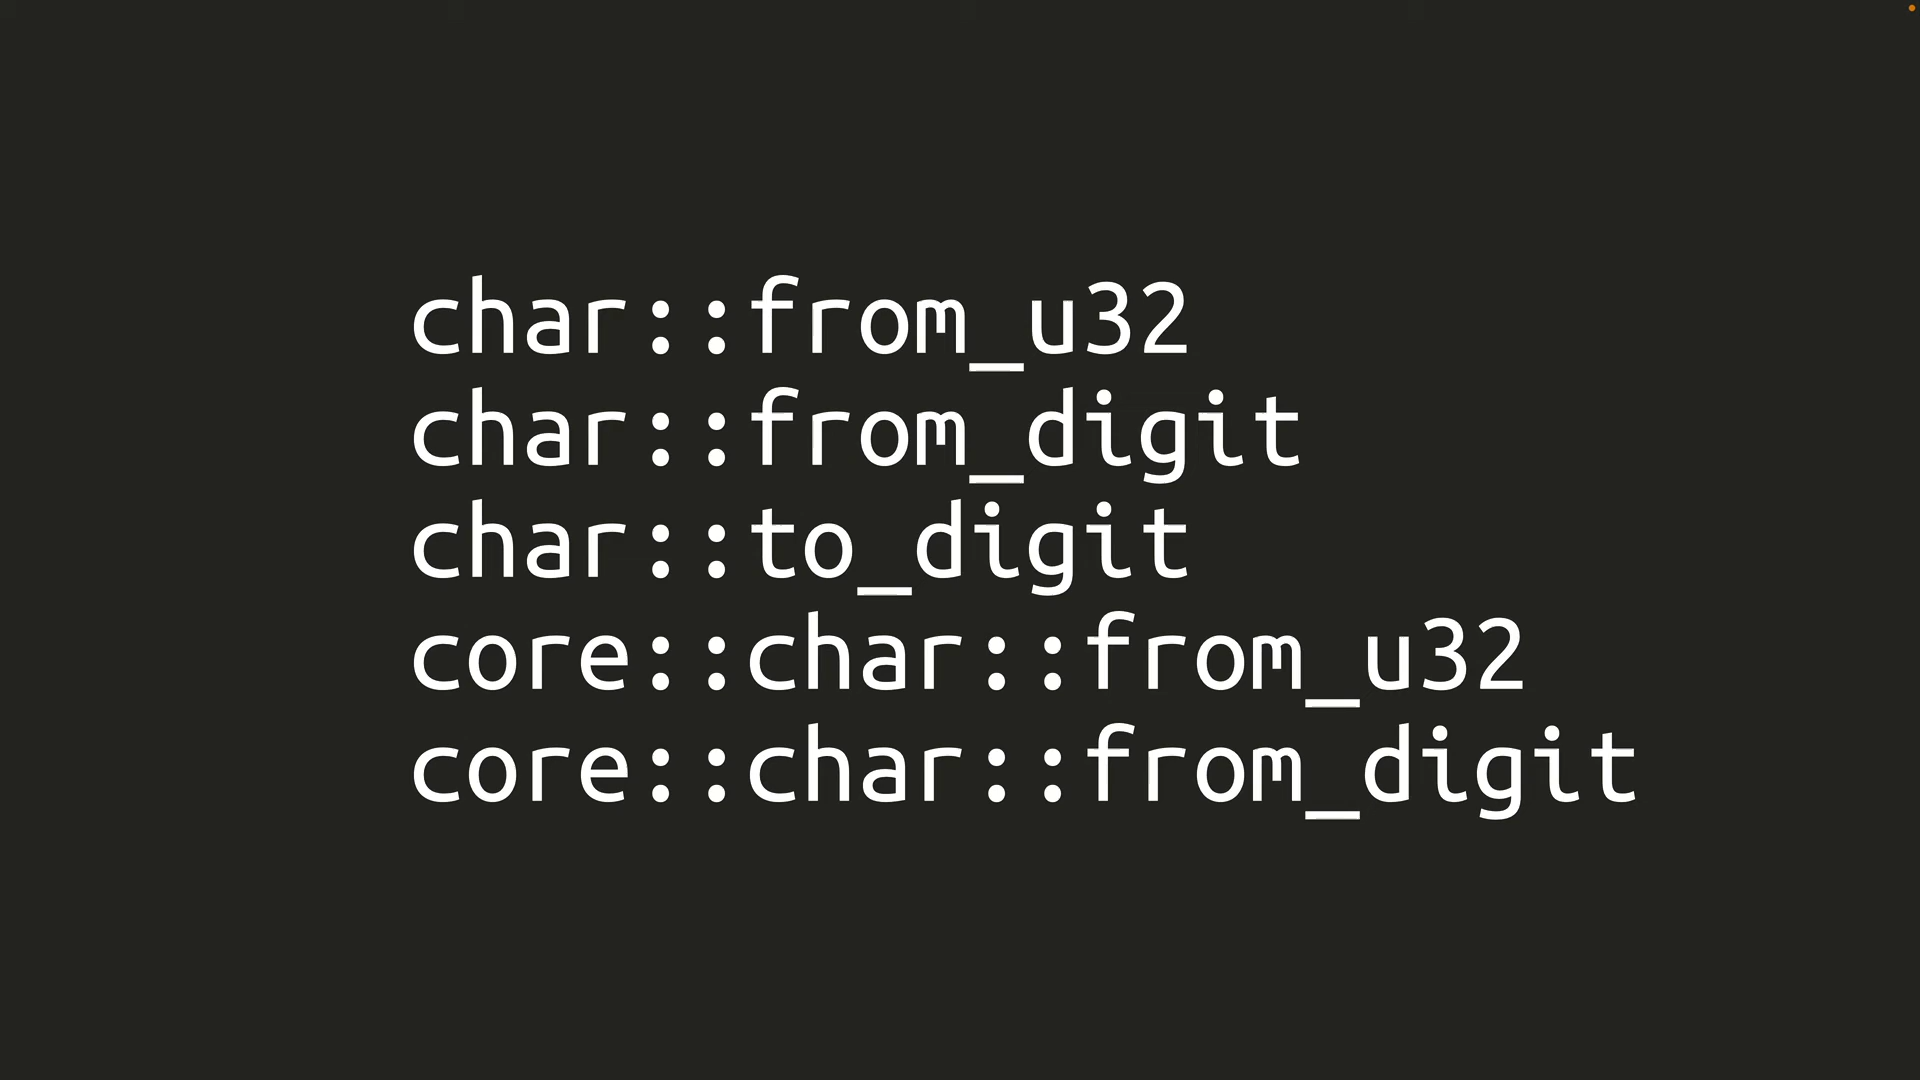 char::from_u32
char::from_digit
char::to_digit
core::char::from_u32
core::char::from_digit